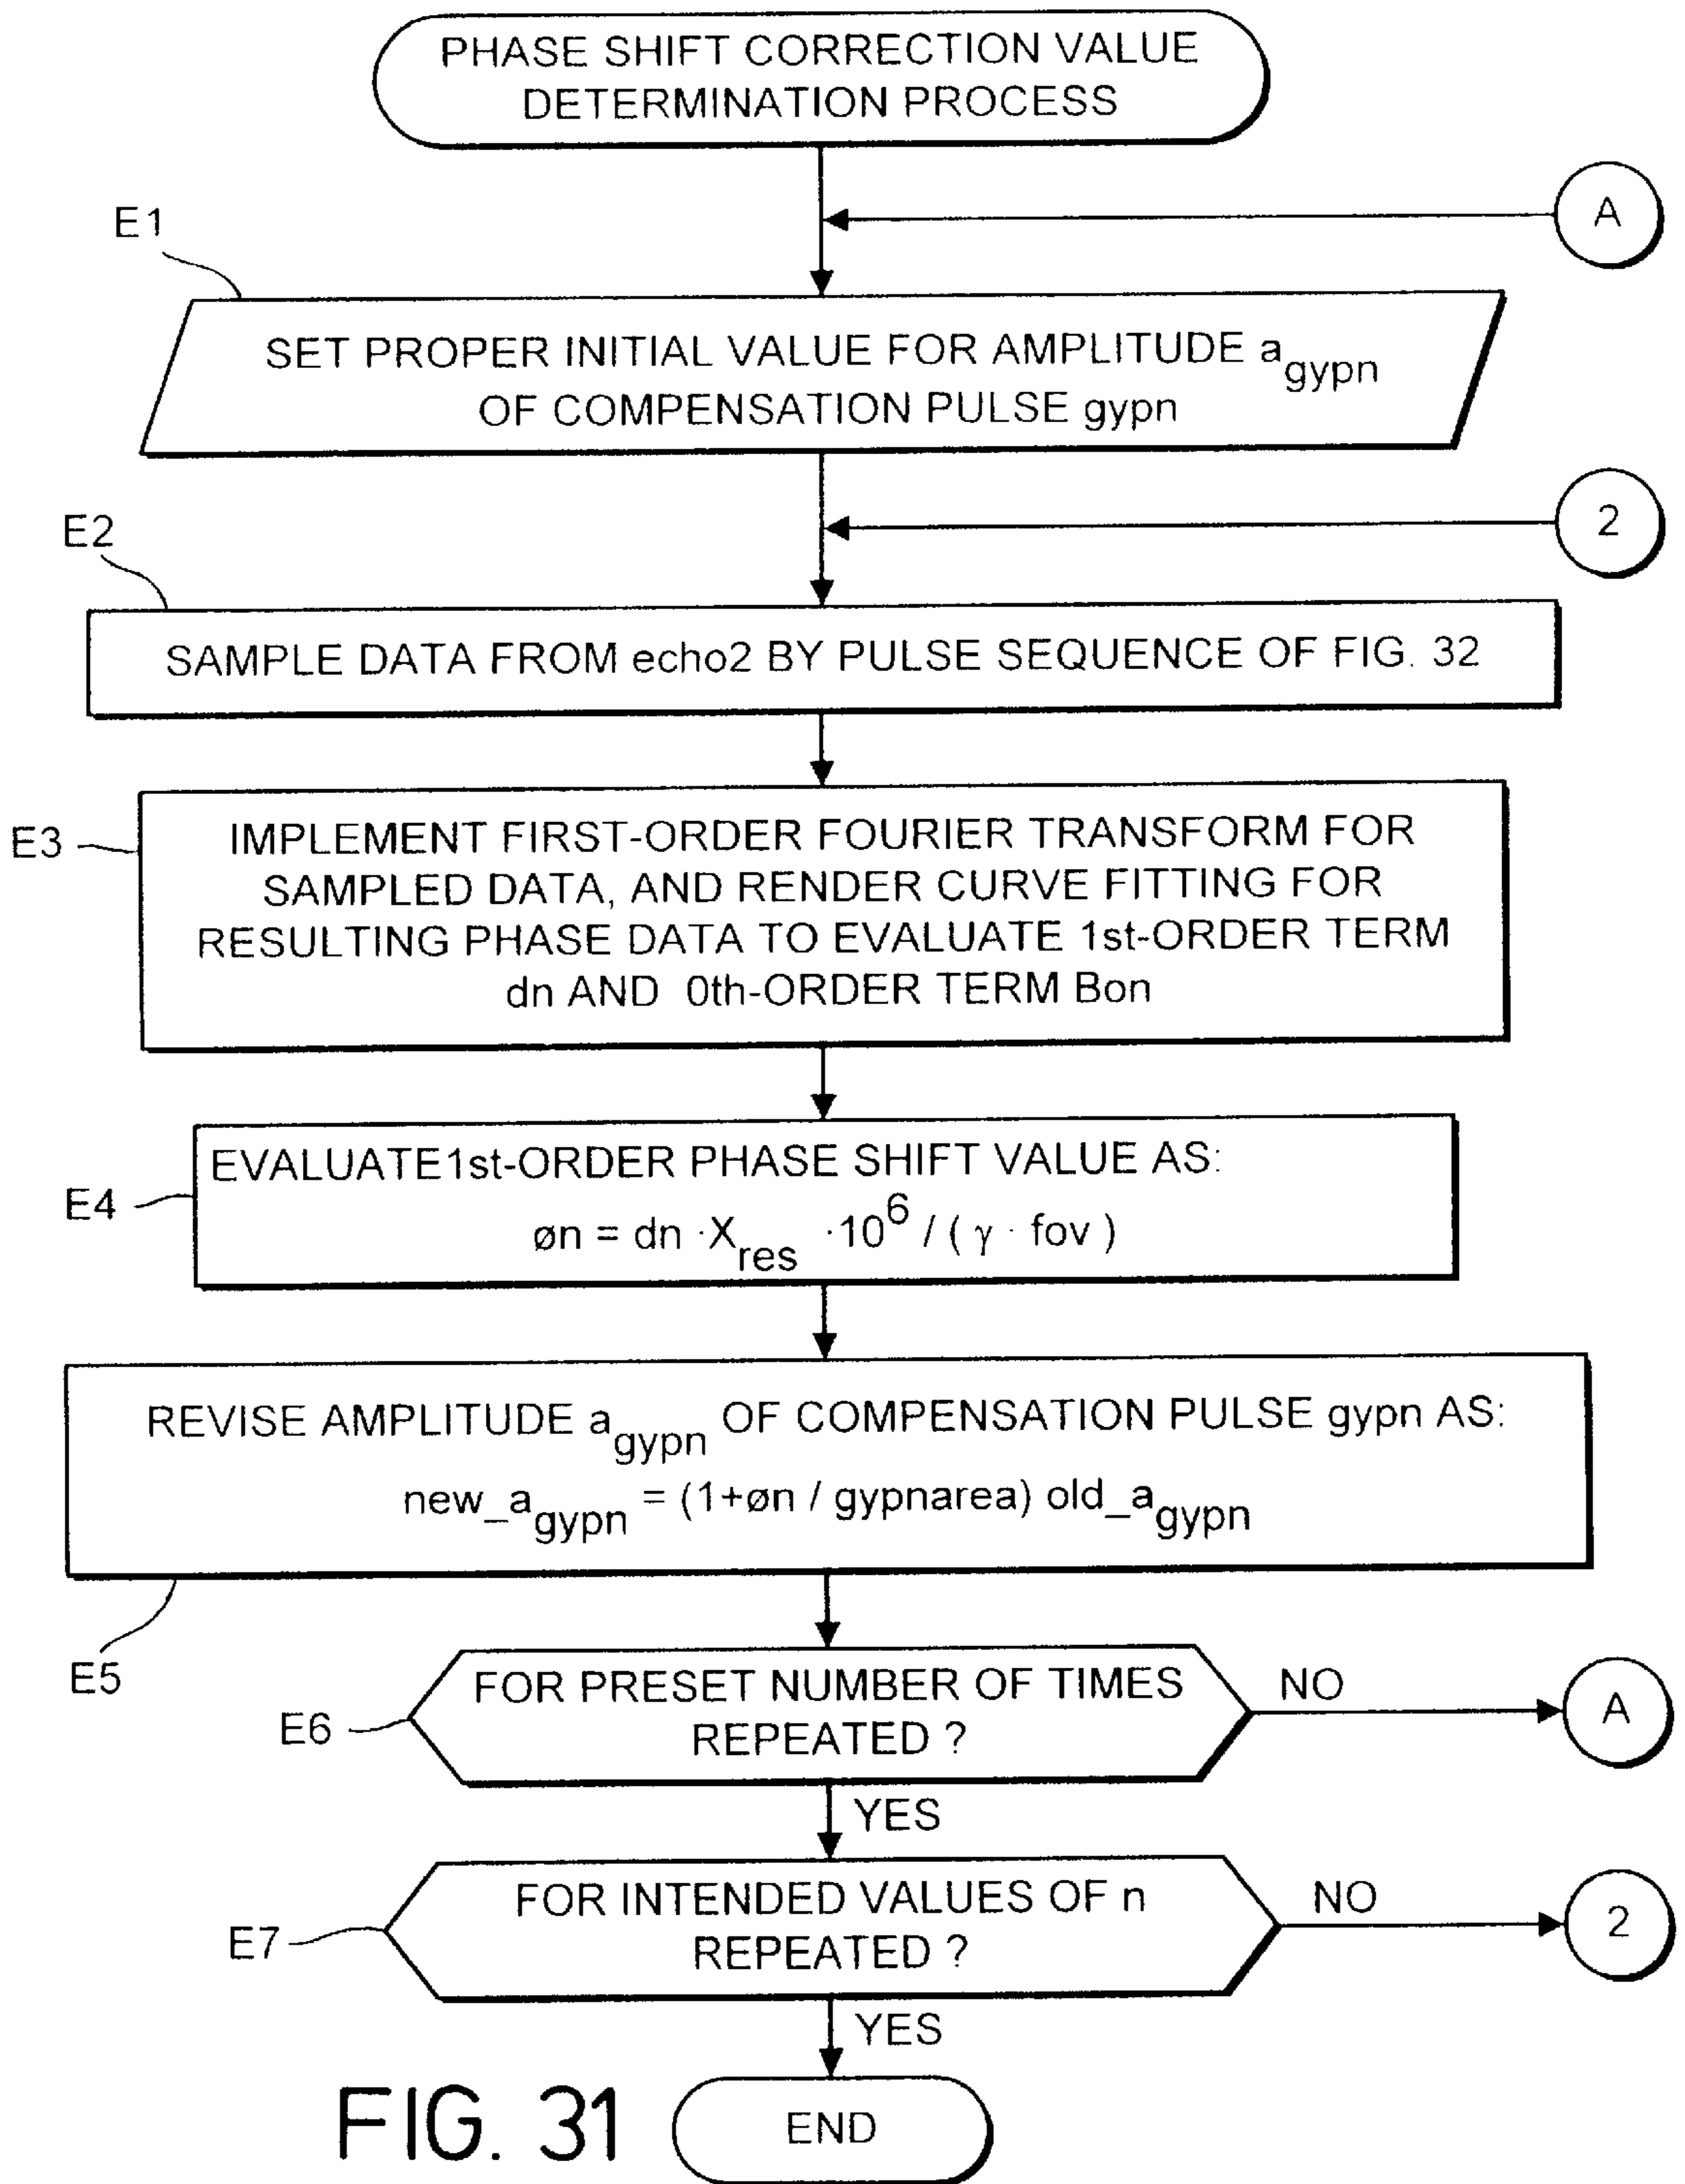 PHASE SHIFT CORRECTION VALUE
DETERMINATION PROCESS
A
E1
SET PROPER INITIAL VALUE FOR AMPLITUDE a_gypn
OF COMPENSATION PULSE gypn
2
E2
SAMPLE DATA FROM echo2 BY PULSE SEQUENCE OF FIG. 32
E3
IMPLEMENT FIRST-ORDER FOURIER TRANSFORM FOR
SAMPLED DATA, AND RENDER CURVE FITTING FOR
RESULTING PHASE DATA TO EVALUATE 1st-ORDER TERM
dn AND 0th-ORDER TERM Bon
E4
EVALUATE1st-ORDER PHASE SHIFT VALUE AS:
øn = dn ·X_res ·10^6 / ( γ · fov )
REVISE AMPLITUDE a_gypn OF COMPENSATION PULSE gypn AS:
new_a_gypn = (1+øn / gypnarea) old_a_gypn
E5
E6
FOR PRESET NUMBER OF TIMES
REPEATED ?
NO
A
YES
E7
FOR INTENDED VALUES OF n
REPEATED ?
NO
2
YES
END
FIG. 31